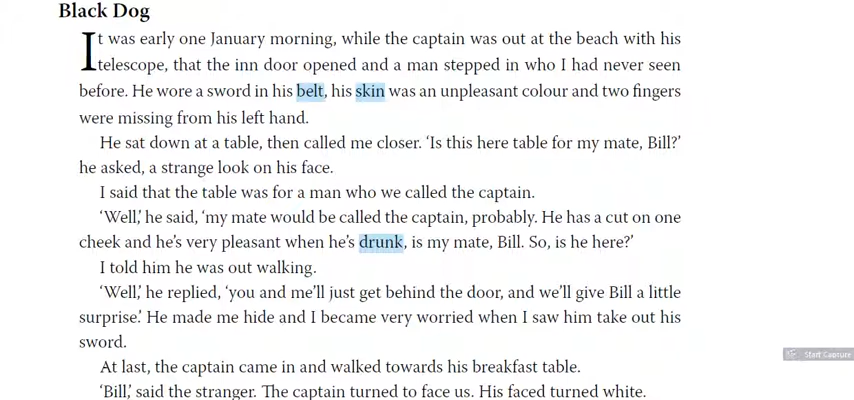 Black Dog
It was early one January morning, while the captain was out at the beach with his
telescope, that the inn door opened and a man stepped in who I had never seen
before. He wore a sword in his belt, his skin was an unpleasant colour and two fingers
were missing from his left hand.
He sat down at a table, then called me closer. ‘Is this here table for my mate, Bill?’
he asked, a strange look on his face.
I said that the table was for a man who we called the captain.
‘Well,’ he said, ‘my mate would be called the captain, probably. He has a cut on one
cheek and he’s very pleasant when he’s drunk, is my mate, Bill. So, is he here?’
I told him he was out walking.
‘Well,’ he replied, ‘you and me’ll just get behind the door, and we’ll give Bill a little
surprise.’ He made me hide and I became very worried when I saw him take out his
sword.
Start Capture
At last, the captain came in and walked towards his breakfast table.
‘Bill,’ said the stranger. The captain turned to face us. His faced turned white.